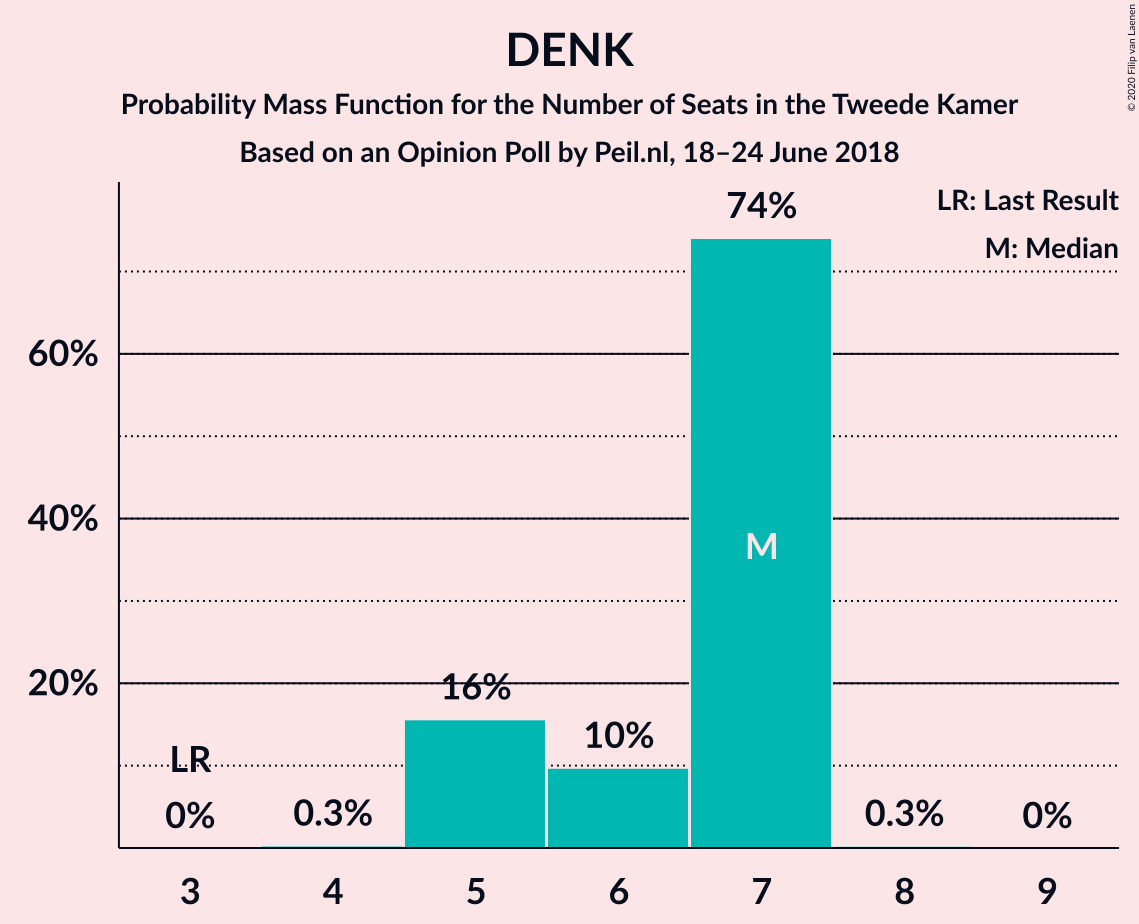 DENK
Probability Mass Function for the Number of Seats in the Tweede Kamer
Based on an Opinion Poll by Peil.nl, 18–24 June 2018
© 2020 Filip van Laenen
LR: Last Result
M: Median
74%
60%
40%
M
20%
16%
10%
LR
0%
0.3%
0.3%
0%
3 4 5 6 7 8 9